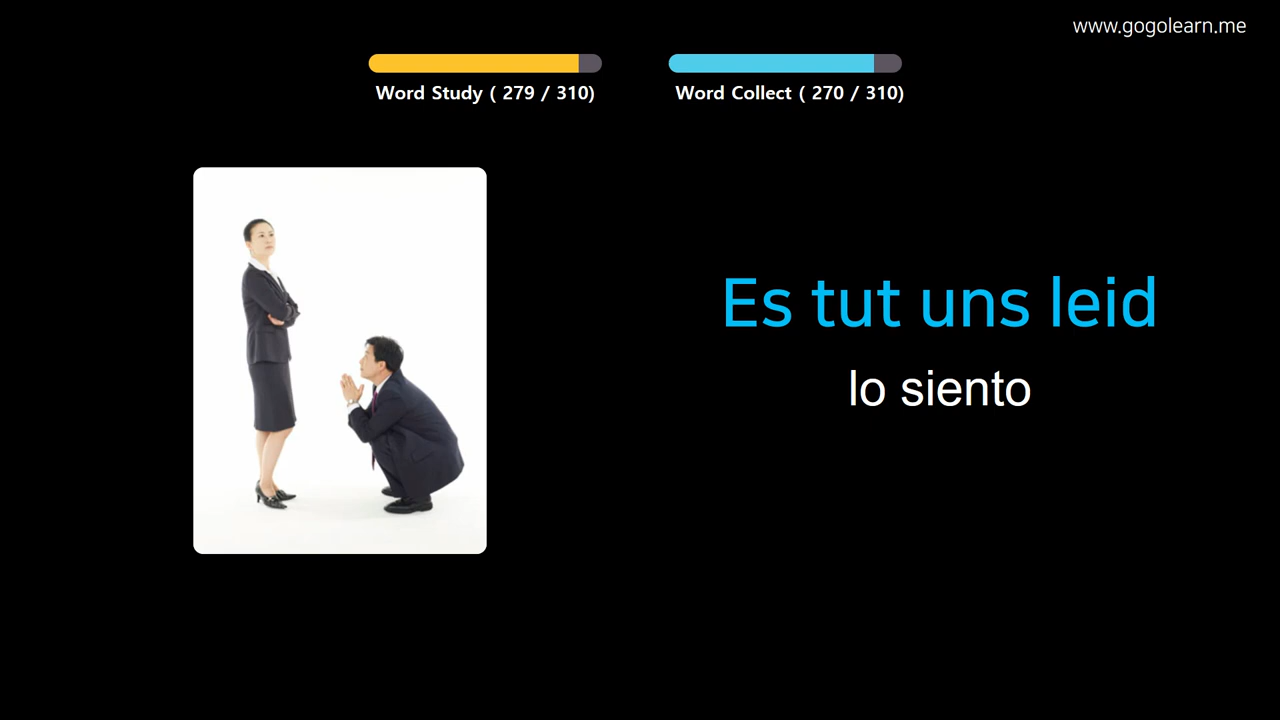 www.gogolearn.me
Word Study ( 279 / 310)
Word Collect ( 270 / 310)
Es tut uns leid
lo siento